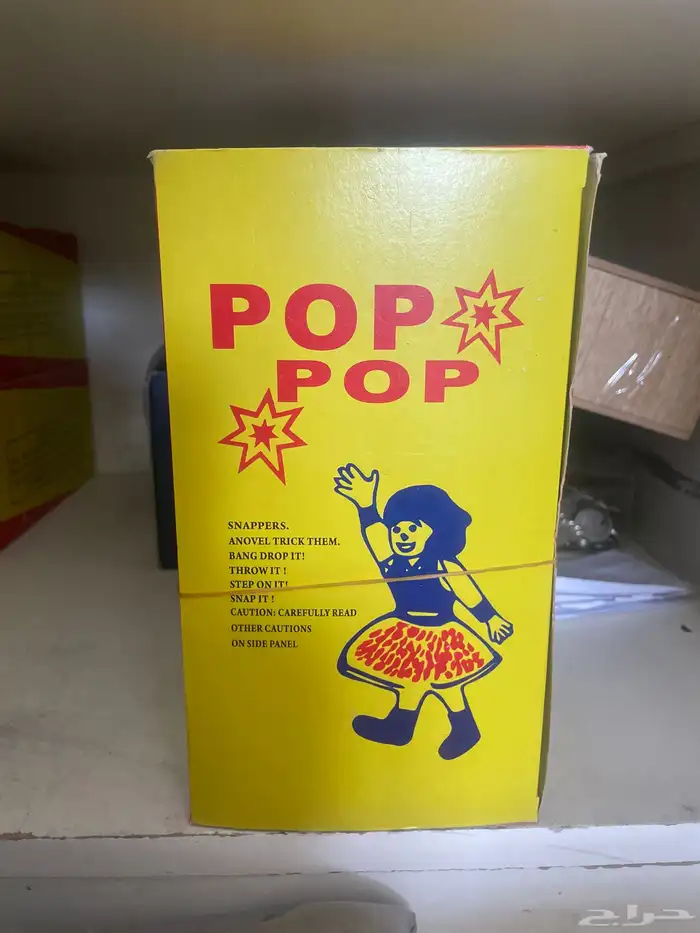 POP
POP
SNAPPERS.
ANOVEL TRICK THEM.
BANG DROP IT!
THROW IT !
STEP ON IT!
SNAP IT !
CAUTION: CAREFULLY READ
OTHER CAUTIONS
ON SIDE PANEL
حراج